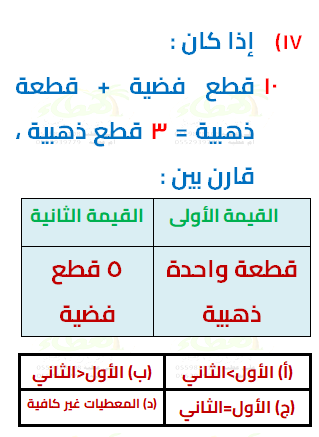 ١٧) إذا كان :
١٠ قطع فضية + قطعة
ذهبية = ٣ قطع ذهبية ،
قارن بين :
القيمة الأولى القيمة الثانية
قطعة واحدة ٥ قطع
ذهبية فضية
(أ) الأول>الثاني (ب) الأول<الثاني
(ج) الأول=الثاني (د) المعطيات غير كافية